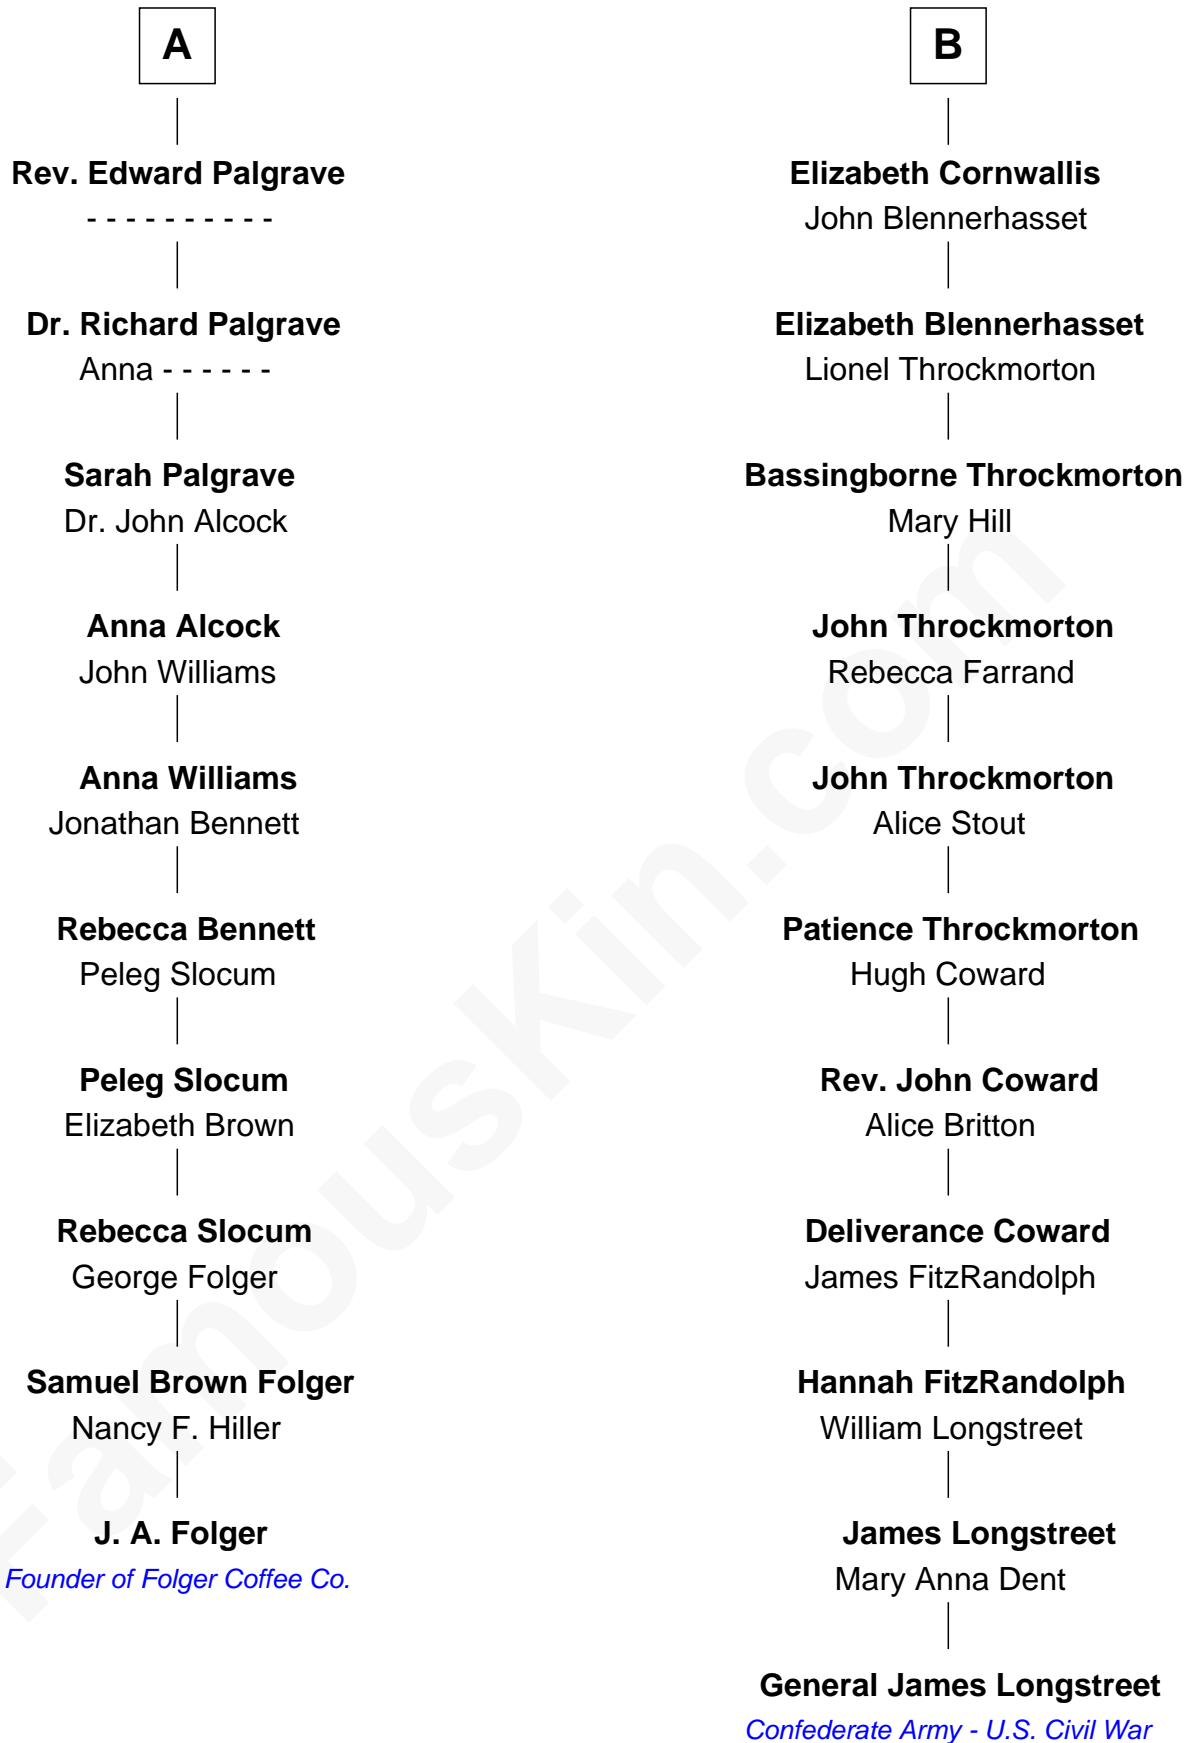 A
Rev. Edward Palgrave
- - - - - - - - - -
Dr. Richard Palgrave
Anna - - - - - -
Sarah Palgrave
Dr. John Alcock
Anna Alcock
John Williams
Anna Williams
Jonathan Bennett
Rebecca Bennett
Peleg Slocum
Peleg Slocum
Elizabeth Brown
Rebecca Slocum
George Folger
Samuel Brown Folger
Nancy F. Hiller
J. A. Folger
Founder of Folger Coffee Co.
B
Elizabeth Cornwallis
John Blennerhasset
Elizabeth Blennerhasset
Lionel Throckmorton
Bassingborne Throckmorton
Mary Hill
John Throckmorton
Rebecca Farrand
John Throckmorton
Alice Stout
Patience Throckmorton
Hugh Coward
Rev. John Coward
Alice Britton
Deliverance Coward
James FitzRandolph
Hannah FitzRandolph
William Longstreet
James Longstreet
Mary Anna Dent
General James Longstreet
Confederate Army - U.S. Civil War
FamousKin.com